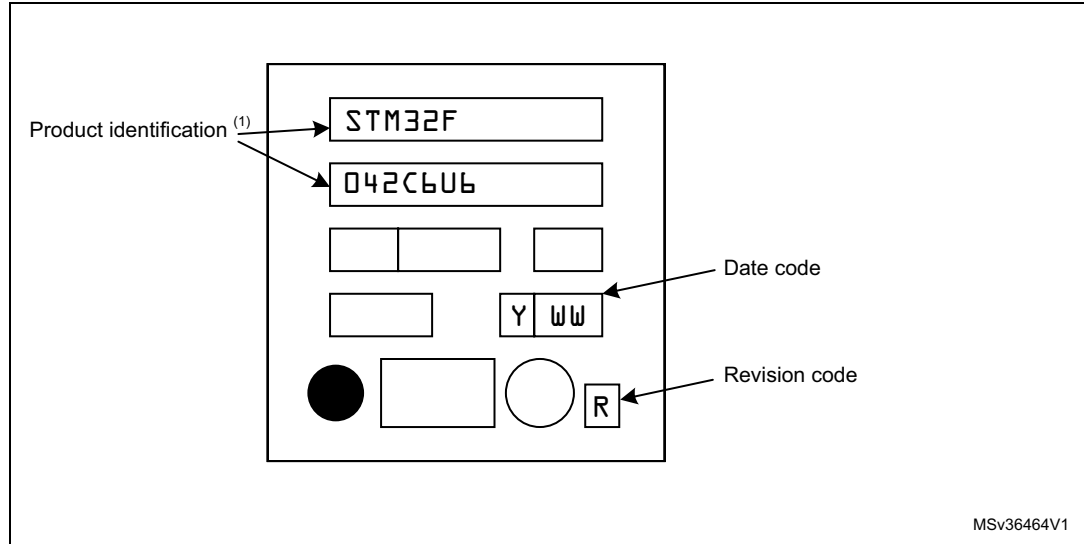 STM32F
Product identification (1)
042C6U6
Date code
Y WW
Revision code
R
MSv36464V1